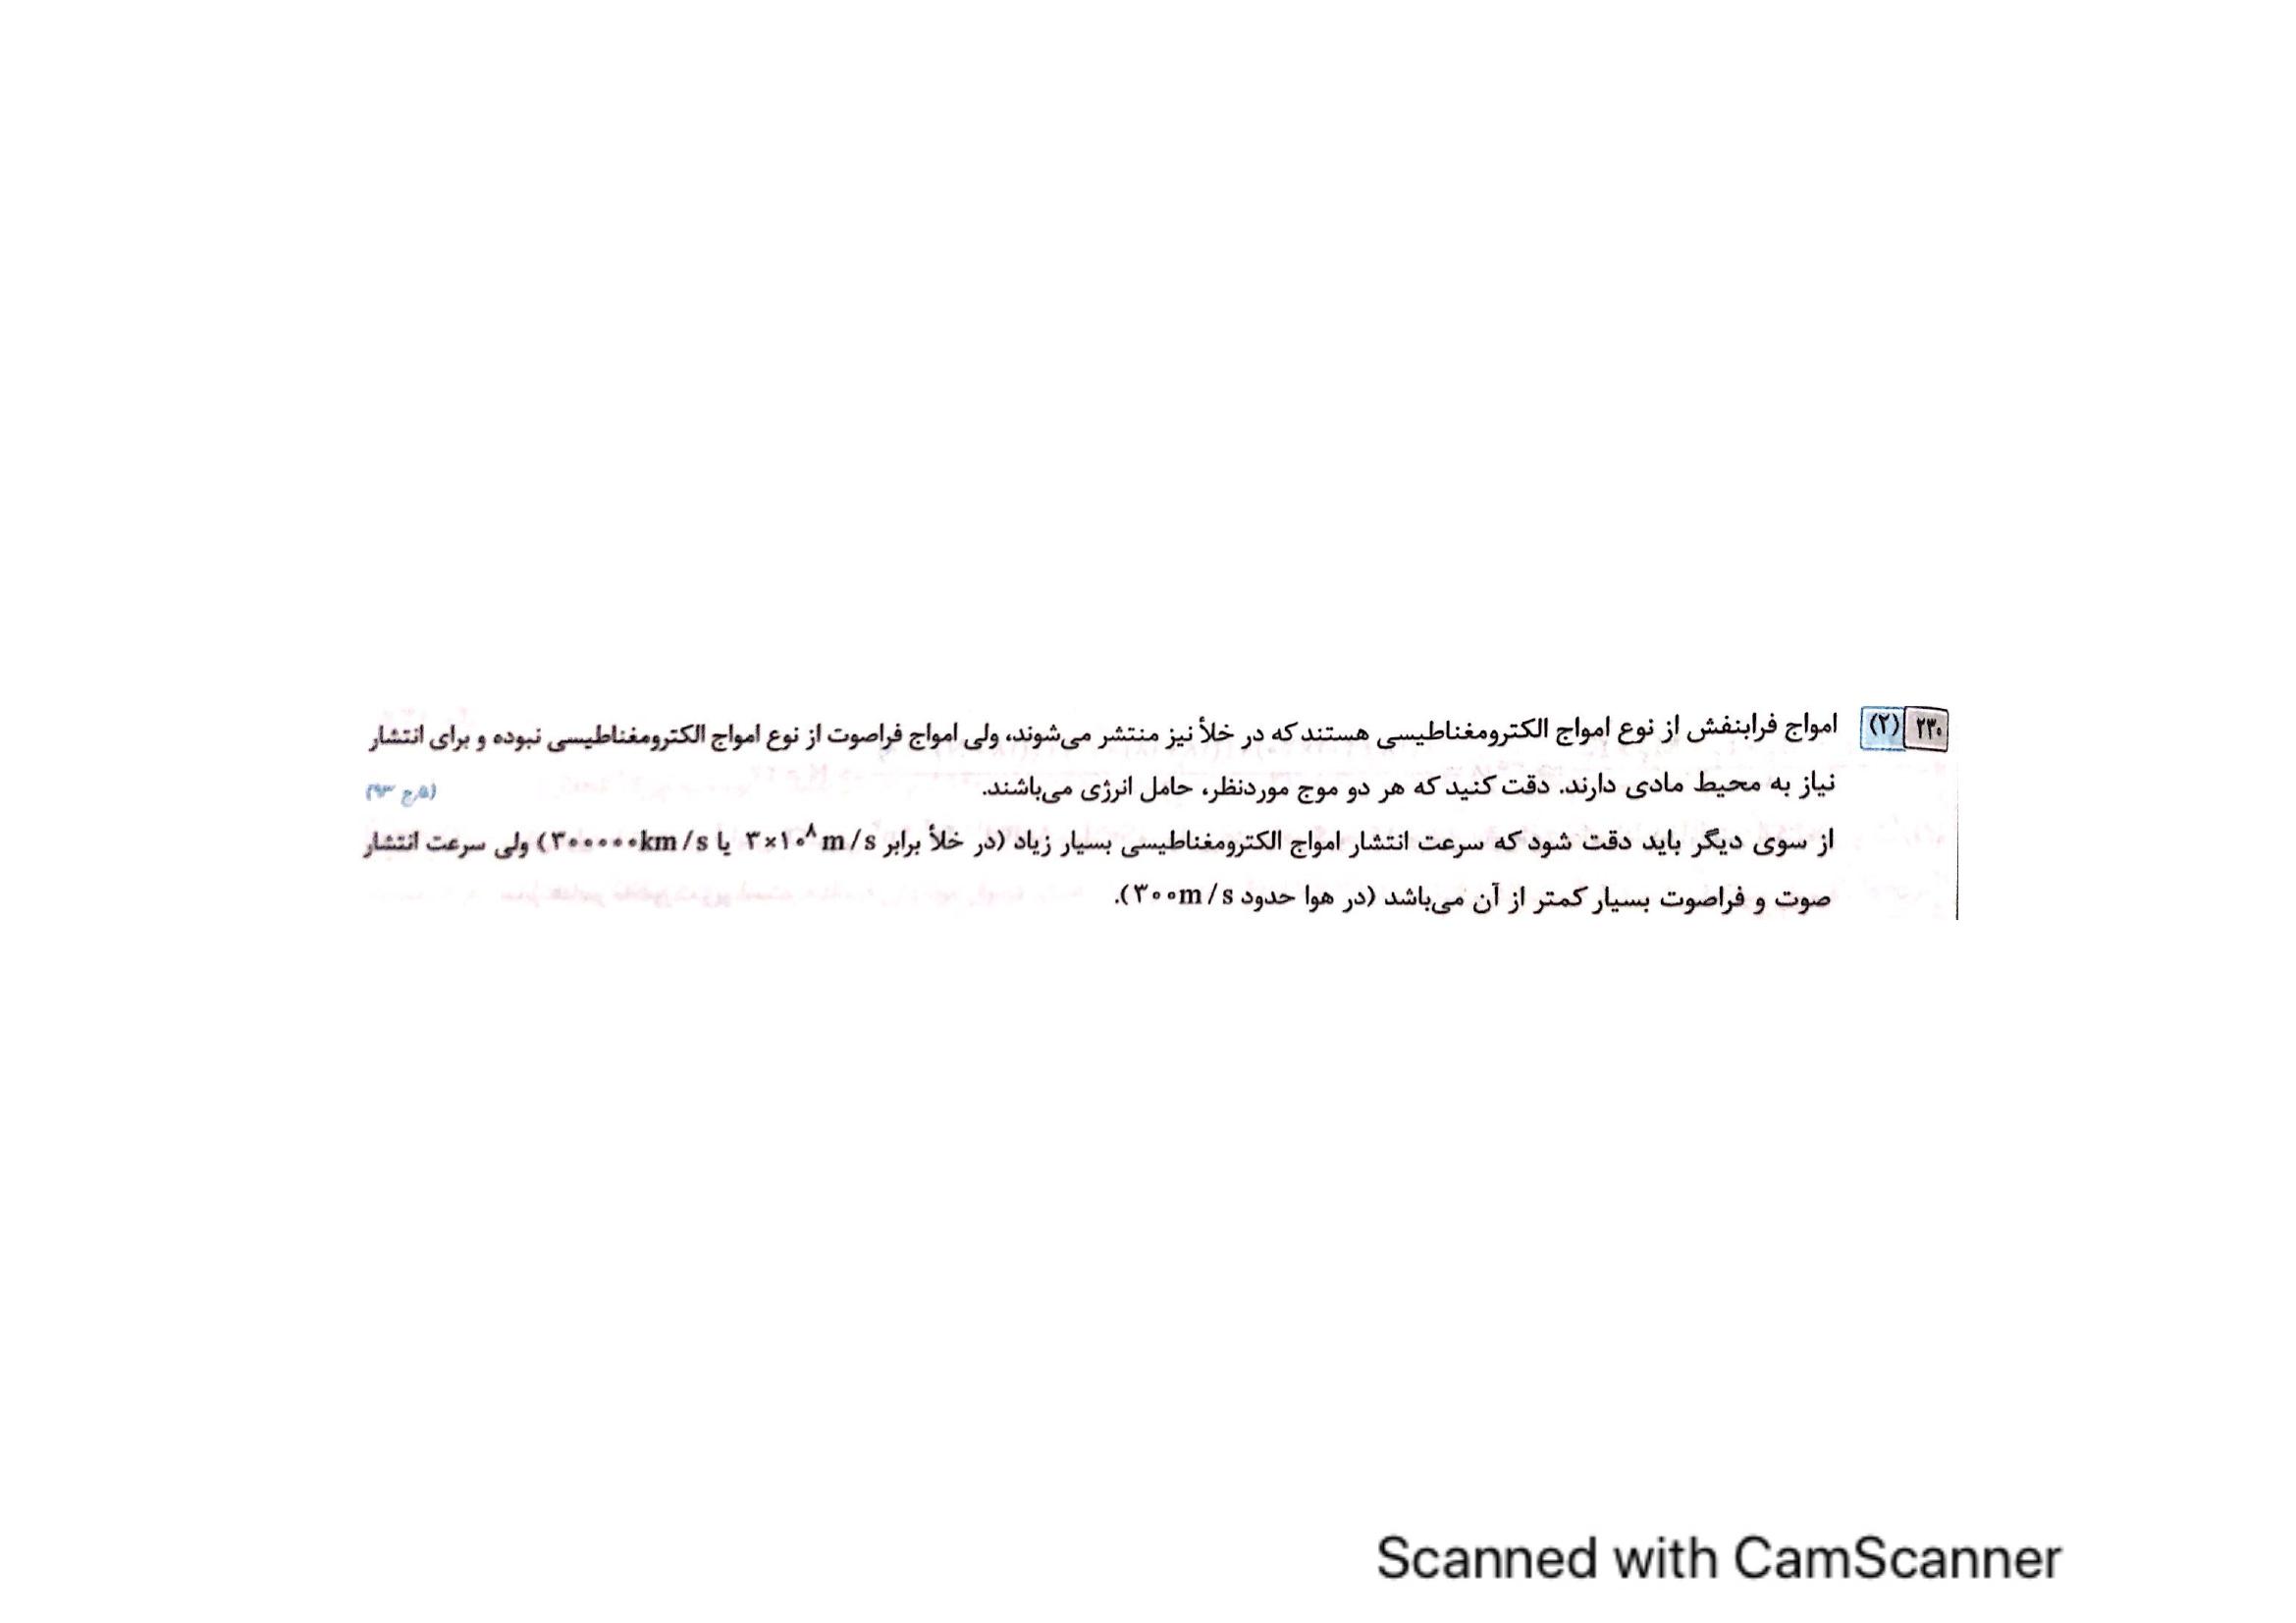 ۲۳۰ (۲) امواج فرابنفش از نوع امواج الکترومغناطیسی هستند که در خلأ نیز منتشر می‌شوند، ولی امواج فراصوت از نوع امواج الکترومغناطیسی نبوده و برای انتشار
نیاز به محیط مادی دارند. دقت کنید که هر دو موج موردنظر، حامل انرژی می‌باشند. (فارج ۹۳)
از سوی دیگر باید دقت شود که سرعت انتشار امواج الکترومغناطیسی بسیار زیاد (در خلأ برابر ۳×۱۰^۸ m/s یا ۳۰۰۰۰۰km/s) ولی سرعت انتشار
صوت و فراصوت بسیار کمتر از آن می‌باشد (در هوا حدود ۳۰۰m/s).
Scanned with CamScanner